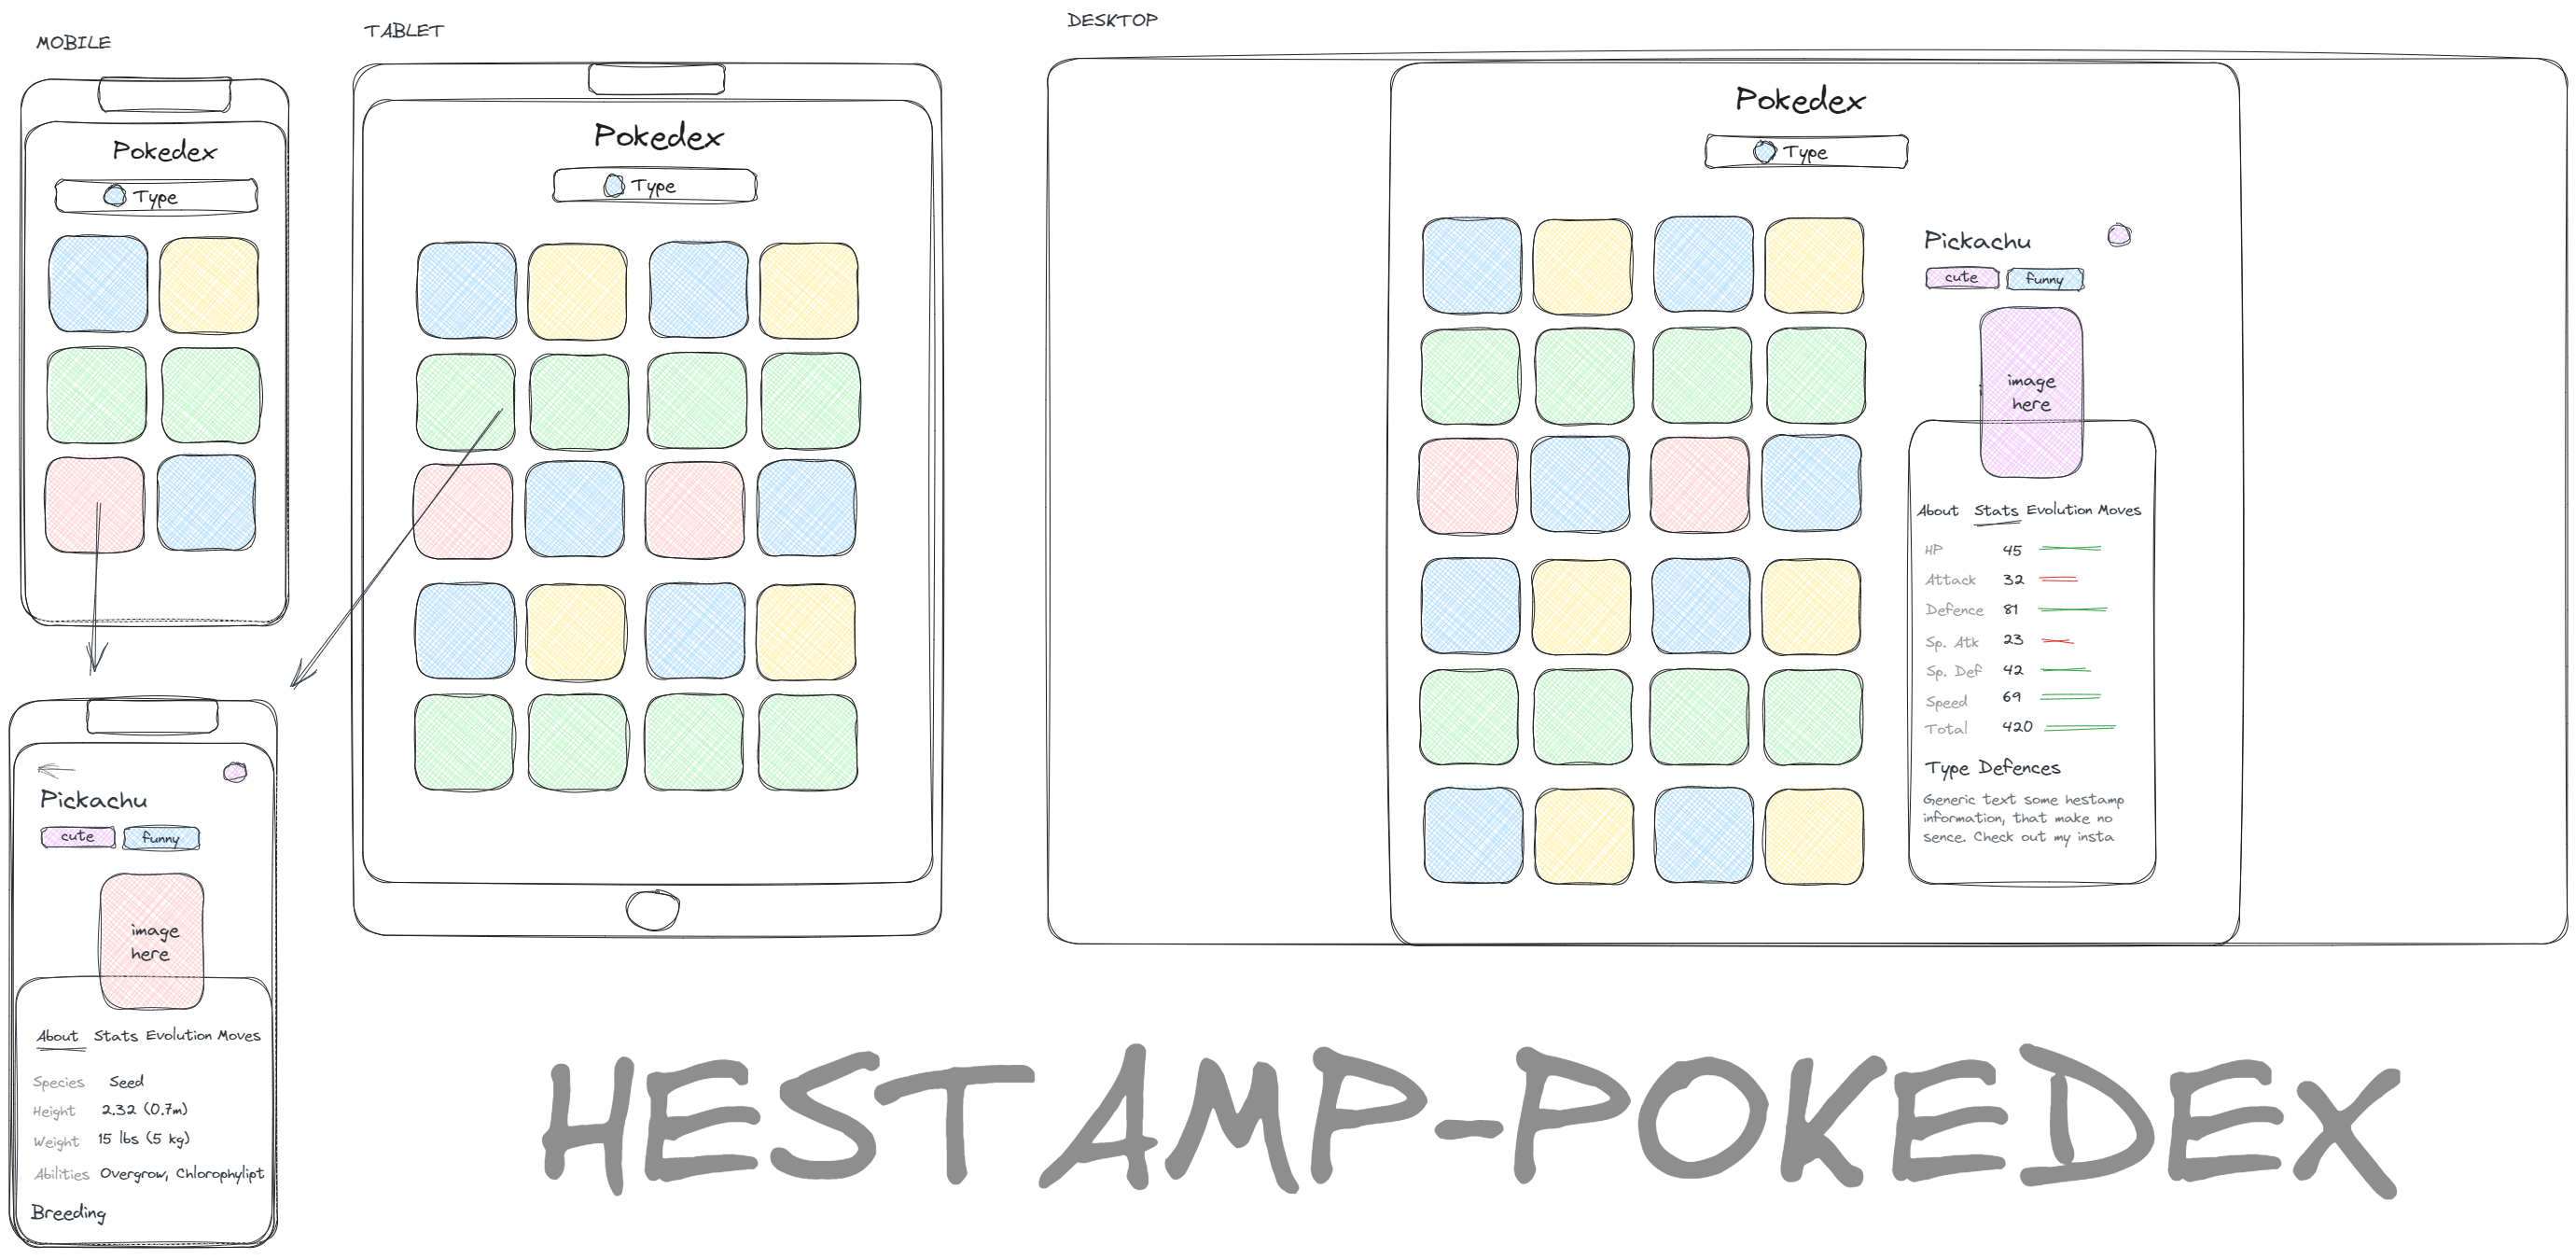 MOBILE
Pokedex
Type
Pickachu
cute
funny
image
here
About Stats Evolution Moves
Species Seed
Height 2.32 (0.7m)
Weight 15 lbs (5 kg)
Abilities Overgrow, Chlorophylipt
Breeding
TABLET
Pokedex
Type
DESKTOP
Pokedex
Type
Pickachu
cute
funny
image
here
About Stats Evolution Moves
HP 45
Attack 32
Defence 81
Sp. Atk 23
Sp. Def 42
Speed 69
Total 420
Type Defences
Generic text some hestamp
information, that make no
sence. Check out my insta
HESTAMP-POKEDEX